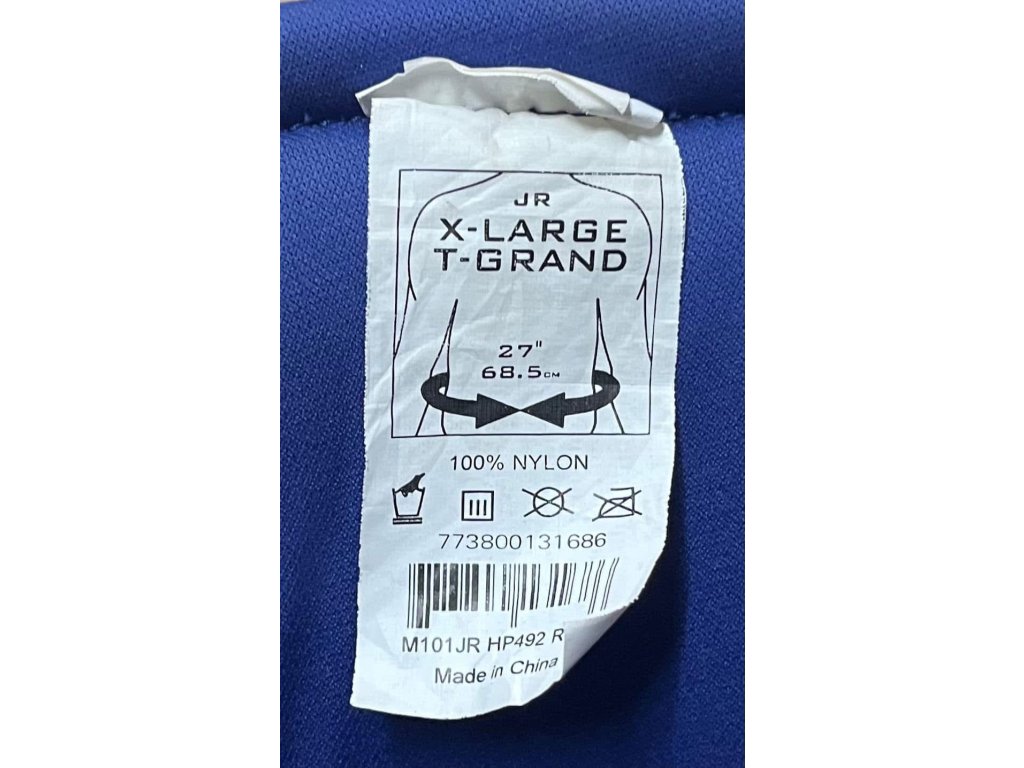 JR
X-LARGE
T-GRAND
27"
68.5CM
100% NYLON
773800131686
M101JR HP492 R
Made in China